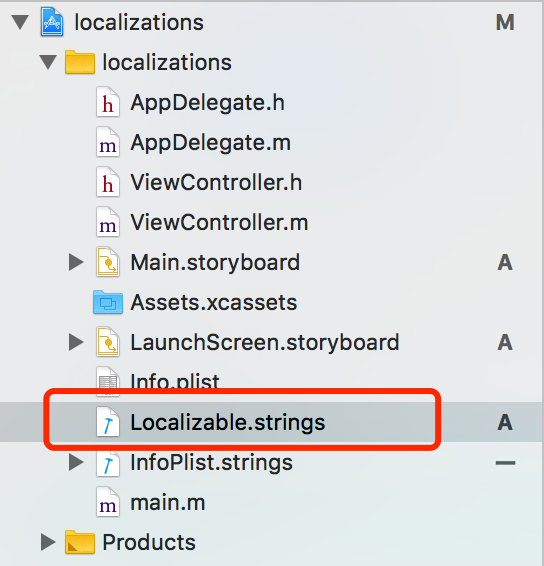 localizations M
localizations
h AppDelegate.h
m AppDelegate.m
h ViewController.h
m ViewController.m
Main.storyboard A
Assets.xcassets
LaunchScreen.storyboard A
Info.plist
Localizable.strings A
InfoPlist.strings —
m main.m
Products